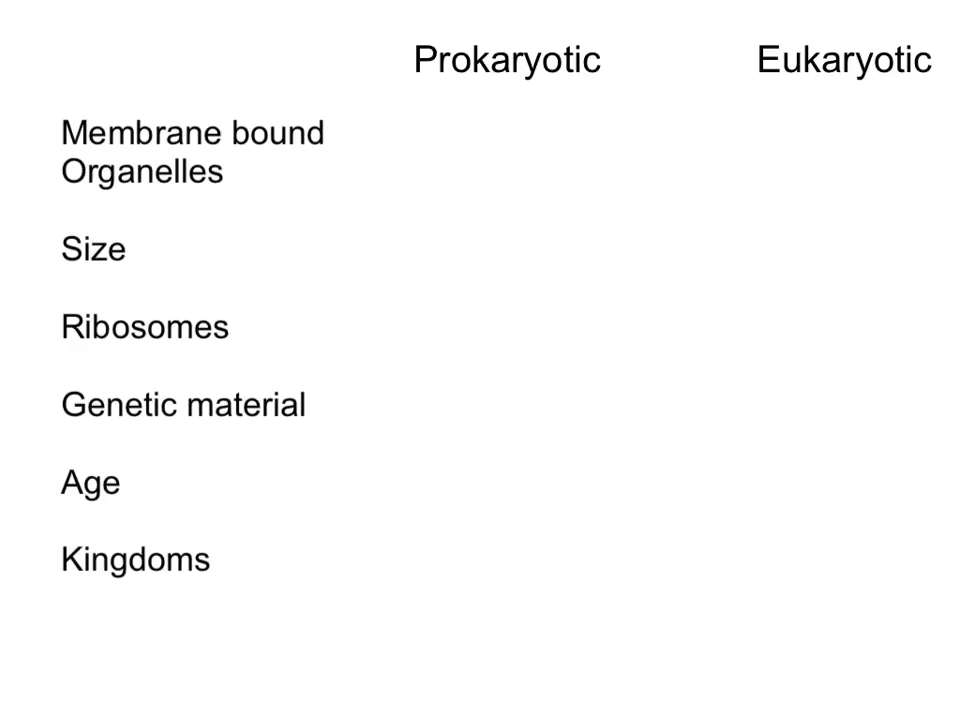 Prokaryotic Eukaryotic
Membrane bound
Organelles
Size
Ribosomes
Genetic material
Age
Kingdoms